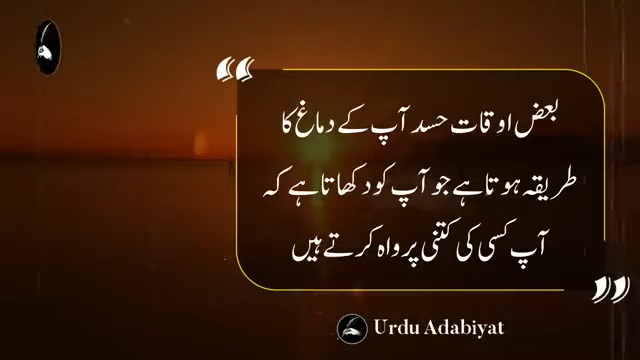 بعض اوقات حسد آپ کے دماغ کا
طریقہ ہوتا ہے جو آپ کو دکھاتا ہے کہ
آپ کسی کی کتنی پرواہ کرتے ہیں
Urdu Adabiyat